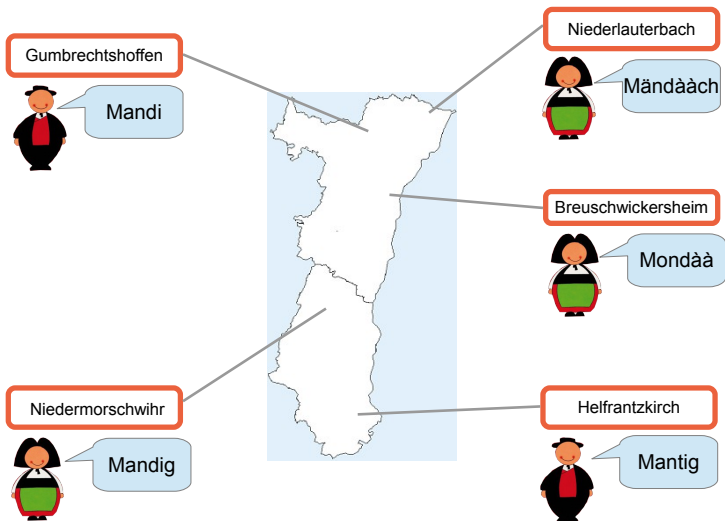 Gumbrechtshoffen
Mandi
Niederlauterbach
Mändààch
Breuschwickersheim
Mondàà
Niedermorschwihr
Mandig
Helfrantzkirch
Mantig